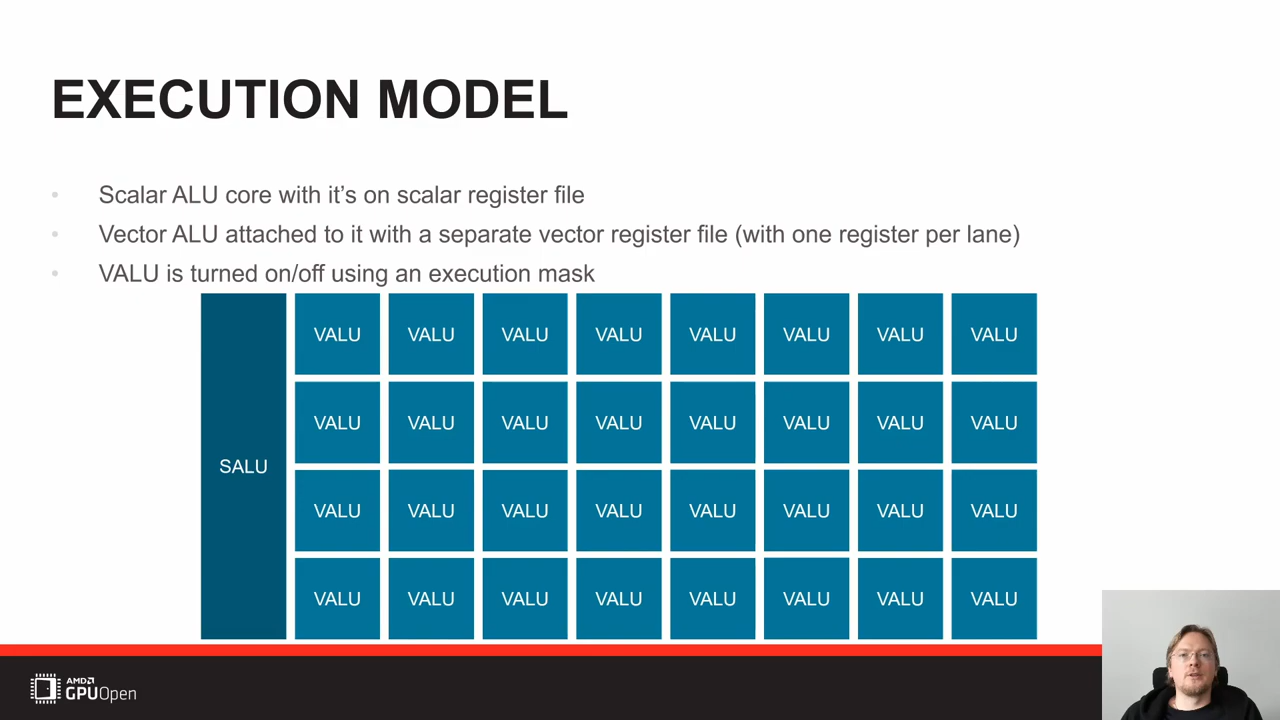 EXECUTION MODEL
• Scalar ALU core with it’s on scalar register file
• Vector ALU attached to it with a separate vector register file (with one register per lane)
• VALU is turned on/off using an execution mask
VALU VALU VALU VALU VALU VALU VALU VALU
VALU VALU VALU VALU VALU VALU VALU VALU
SALU
VALU VALU VALU VALU VALU VALU VALU VALU
VALU VALU VALU VALU VALU VALU VALU VALU
AMD
GPUOpen